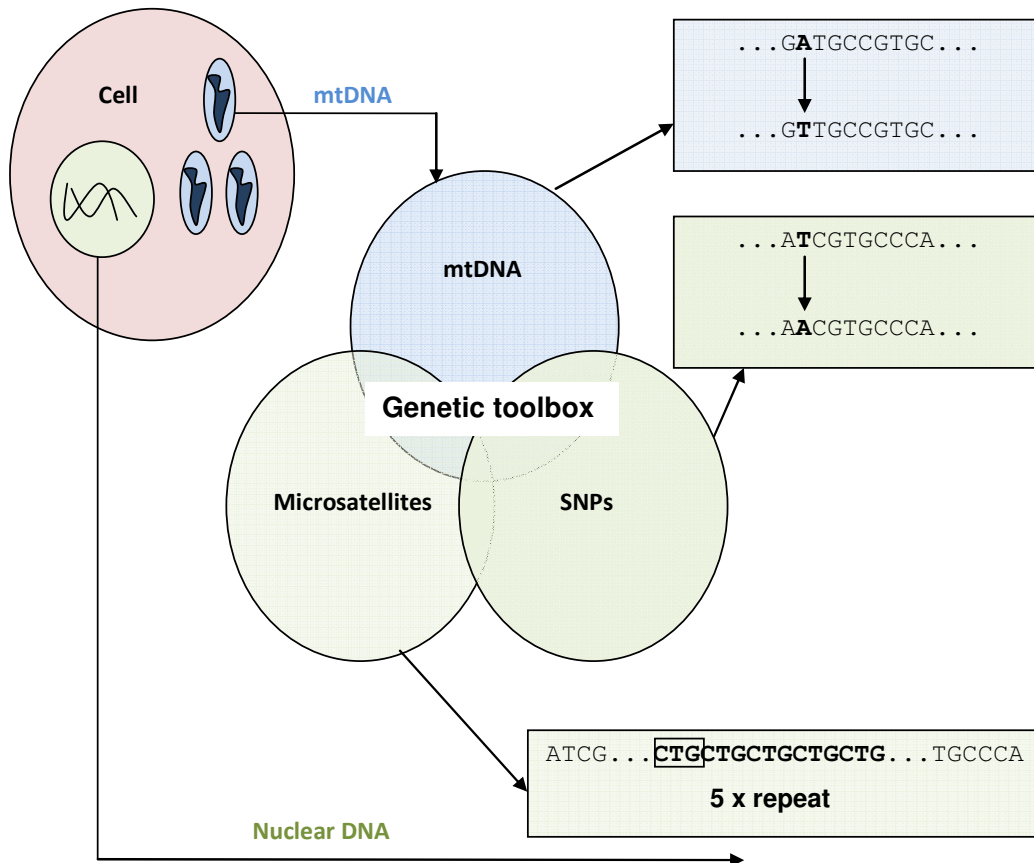 ...GATGCCGTGC...
Cell
mtDNA
...GTTGCCGTGC...
...ATCGTGCCCA...
mtDNA
...AACGTGCCCA...
Genetic toolbox
Microsatellites
SNPs
ATCG...CTGCTGCTGCTGCTG...TGCCCA
5 x repeat
Nuclear DNA